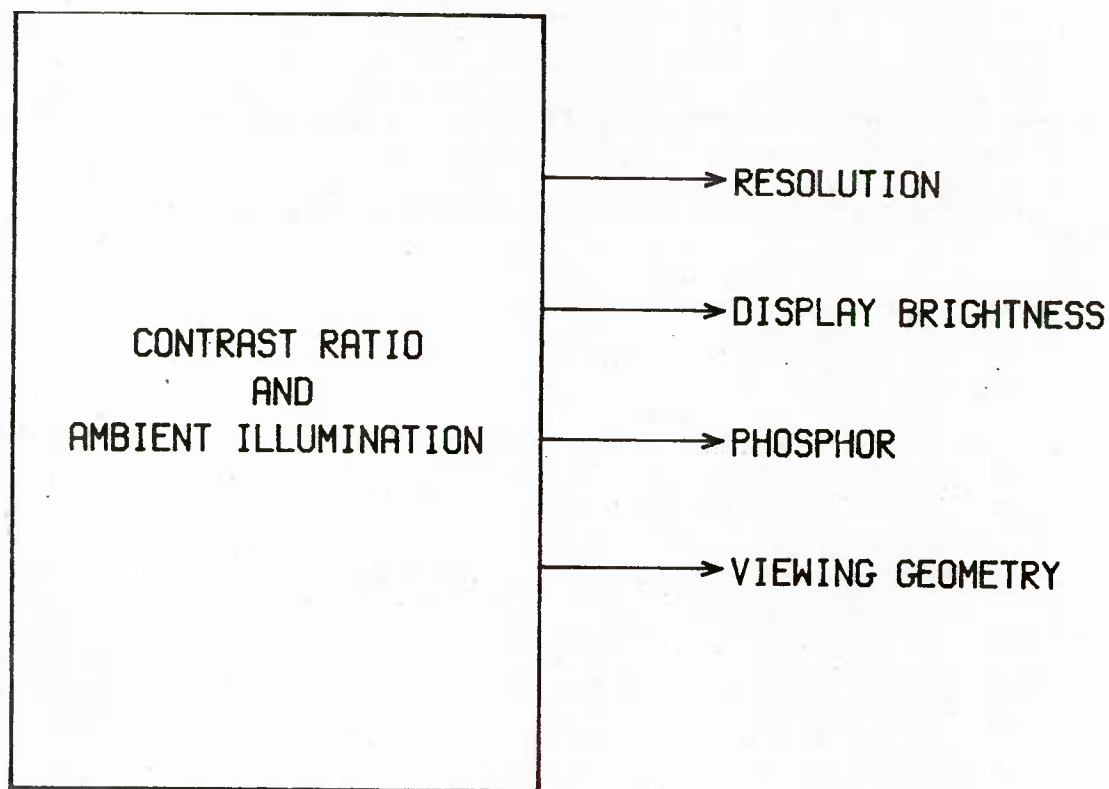 CONTRAST RATIO
AND
AMBIENT ILLUMINATION
RESOLUTION
DISPLAY BRIGHTNESS
PHOSPHOR
VIEWING GEOMETRY